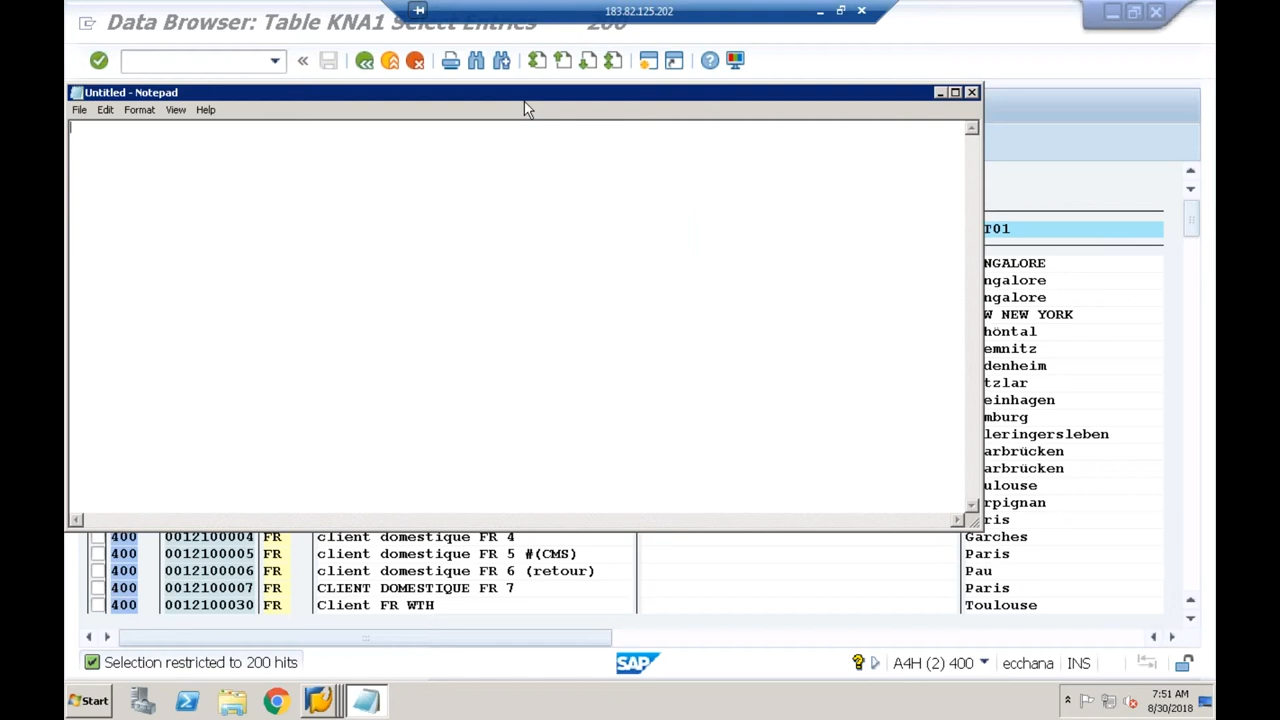 Data Browser: Table KNA1 Select Entries 200
183.82.125.202
Untitled - Notepad
File Edit Format View Help
T01
NGALORE
ngalore
ngalore
W NEW YORK
höntal
emnitz
denheim
tzlar
einhagen
mburg
leringersleben
arbrücken
arbrücken
ulouse
rpignan
ris
400 0012100004 FR client domestique FR 4 Garches
400 0012100005 FR client domestique FR 5 #(CMS) Paris
400 0012100006 FR client domestique FR 6 (retour) Pau
400 0012100007 FR CLIENT DOMESTIQUE FR 7 Paris
400 0012100030 FR Client FR WTH Toulouse
Selection restricted to 200 hits
SAP
A4H (2) 400 ecchana INS
Start
7:51 AM
8/30/2018